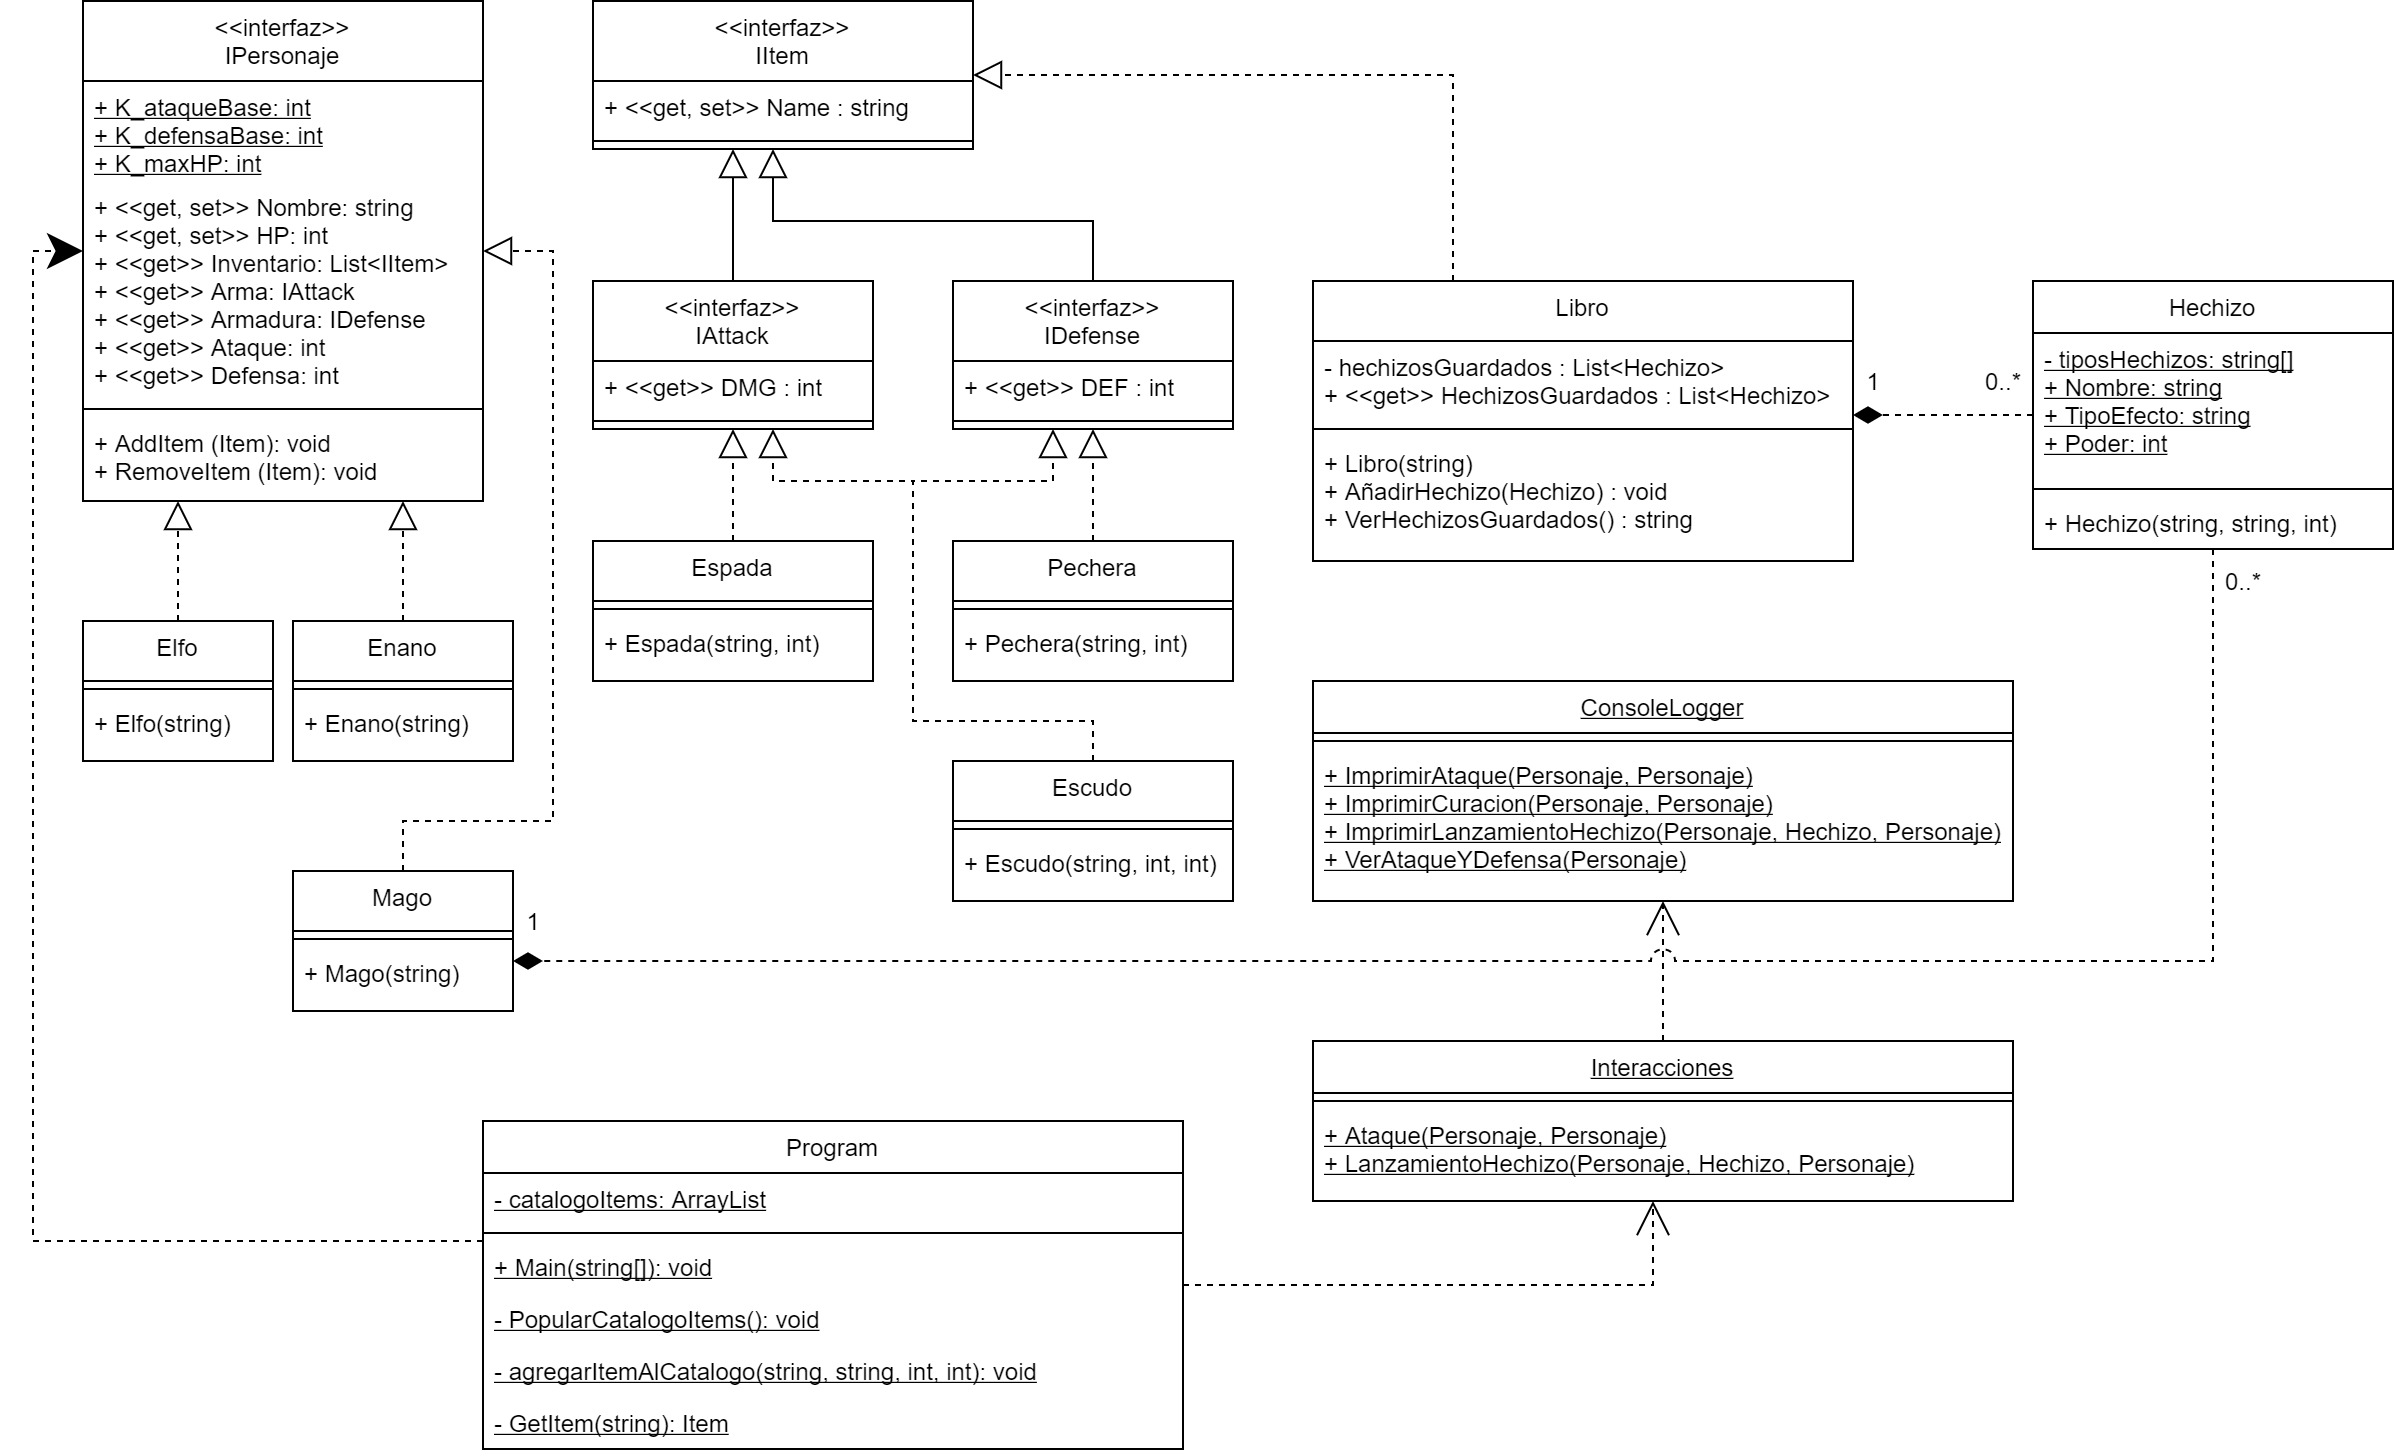 <<interfaz>>
IPersonaje
+ K_ataqueBase: int
+ K_defensaBase: int
+ K_maxHP: int
+ <<get, set>> Nombre: string
+ <<get, set>> HP: int
+ <<get>> Inventario: List<IItem>
+ <<get>> Arma: IAttack
+ <<get>> Armadura: IDefense
+ <<get>> Ataque: int
+ <<get>> Defensa: int
+ AddItem (Item): void
+ RemoveItem (Item): void
<<interfaz>>
IItem
+ <<get, set>> Name : string
<<interfaz>>
IAttack
+ <<get>> DMG : int
<<interfaz>>
IDefense
+ <<get>> DEF : int
Libro
- hechizosGuardados : List<Hechizo>
+ <<get>> HechizosGuardados : List<Hechizo>
+ Libro(string)
+ AñadirHechizo(Hechizo) : void
+ VerHechizosGuardados() : string
1
0..*
Hechizo
- tiposHechizos: string[]
+ Nombre: string
+ TipoEfecto: string
+ Poder: int
+ Hechizo(string, string, int)
0..*
Elfo
+ Elfo(string)
Enano
+ Enano(string)
Espada
+ Espada(string, int)
Pechera
+ Pechera(string, int)
Escudo
+ Escudo(string, int, int)
ConsoleLogger
+ ImprimirAtaque(Personaje, Personaje)
+ ImprimirCuracion(Personaje, Personaje)
+ ImprimirLanzamientoHechizo(Personaje, Hechizo, Personaje)
+ VerAtaqueYDefensa(Personaje)
Mago
+ Mago(string)
1
Interacciones
+ Ataque(Personaje, Personaje)
+ LanzamientoHechizo(Personaje, Hechizo, Personaje)
Program
- catalogoItems: ArrayList
+ Main(string[]): void
- PopularCatalogoItems(): void
- agregarItemAlCatalogo(string, string, int, int): void
- GetItem(string): Item